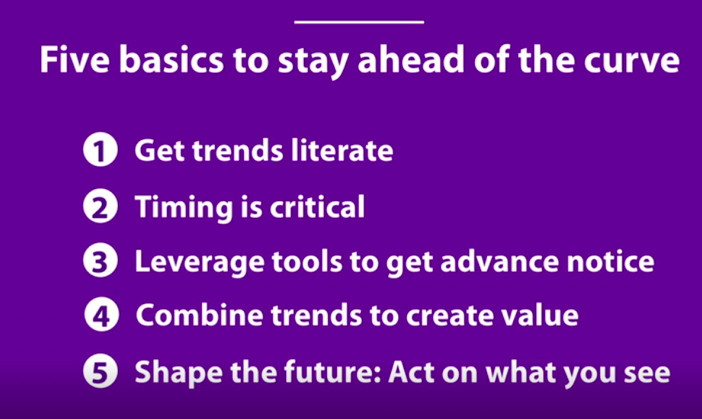 Five basics to stay ahead of the curve
1 Get trends literate
2 Timing is critical
3 Leverage tools to get advance notice
4 Combine trends to create value
5 Shape the future: Act on what you see